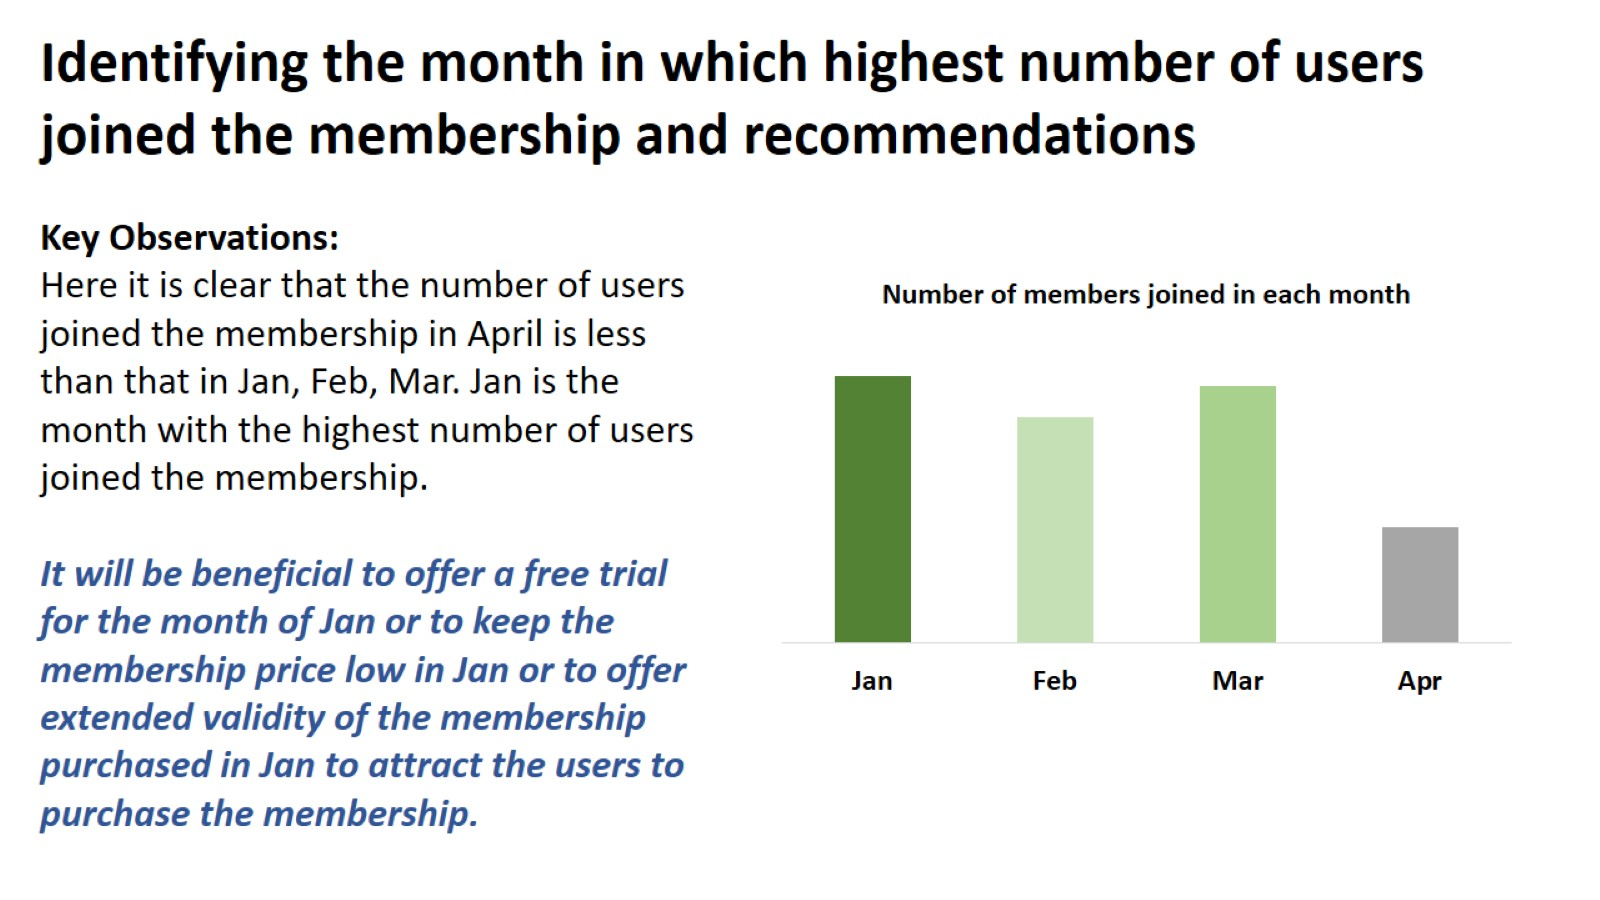 Identifying the month in which highest number of users
joined the membership and recommendations
Key Observations:
Here it is clear that the number of users
joined the membership in April is less
than that in Jan, Feb, Mar. Jan is the
month with the highest number of users
joined the membership.
It will be beneficial to offer a free trial
for the month of Jan or to keep the
membership price low in Jan or to offer
extended validity of the membership
purchased in Jan to attract the users to
purchase the membership.
Number of members joined in each month
Jan Feb Mar Apr